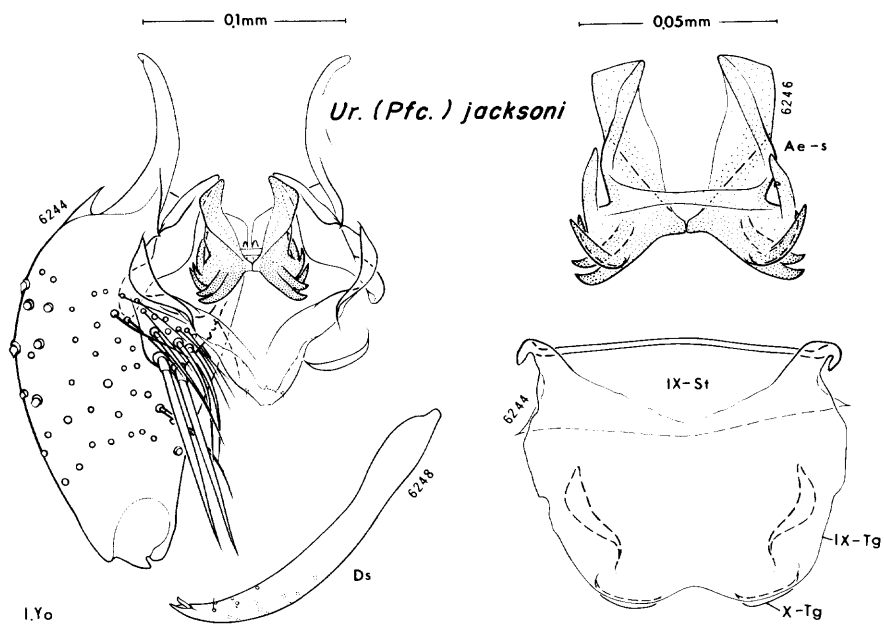 0.1mm
0.05mm
Ur. (Pfc.) jacksoni
6246
Ae-s
6244
IX-St
6244
6248
IX-Tg
Ds
X-Tg
I.Yo